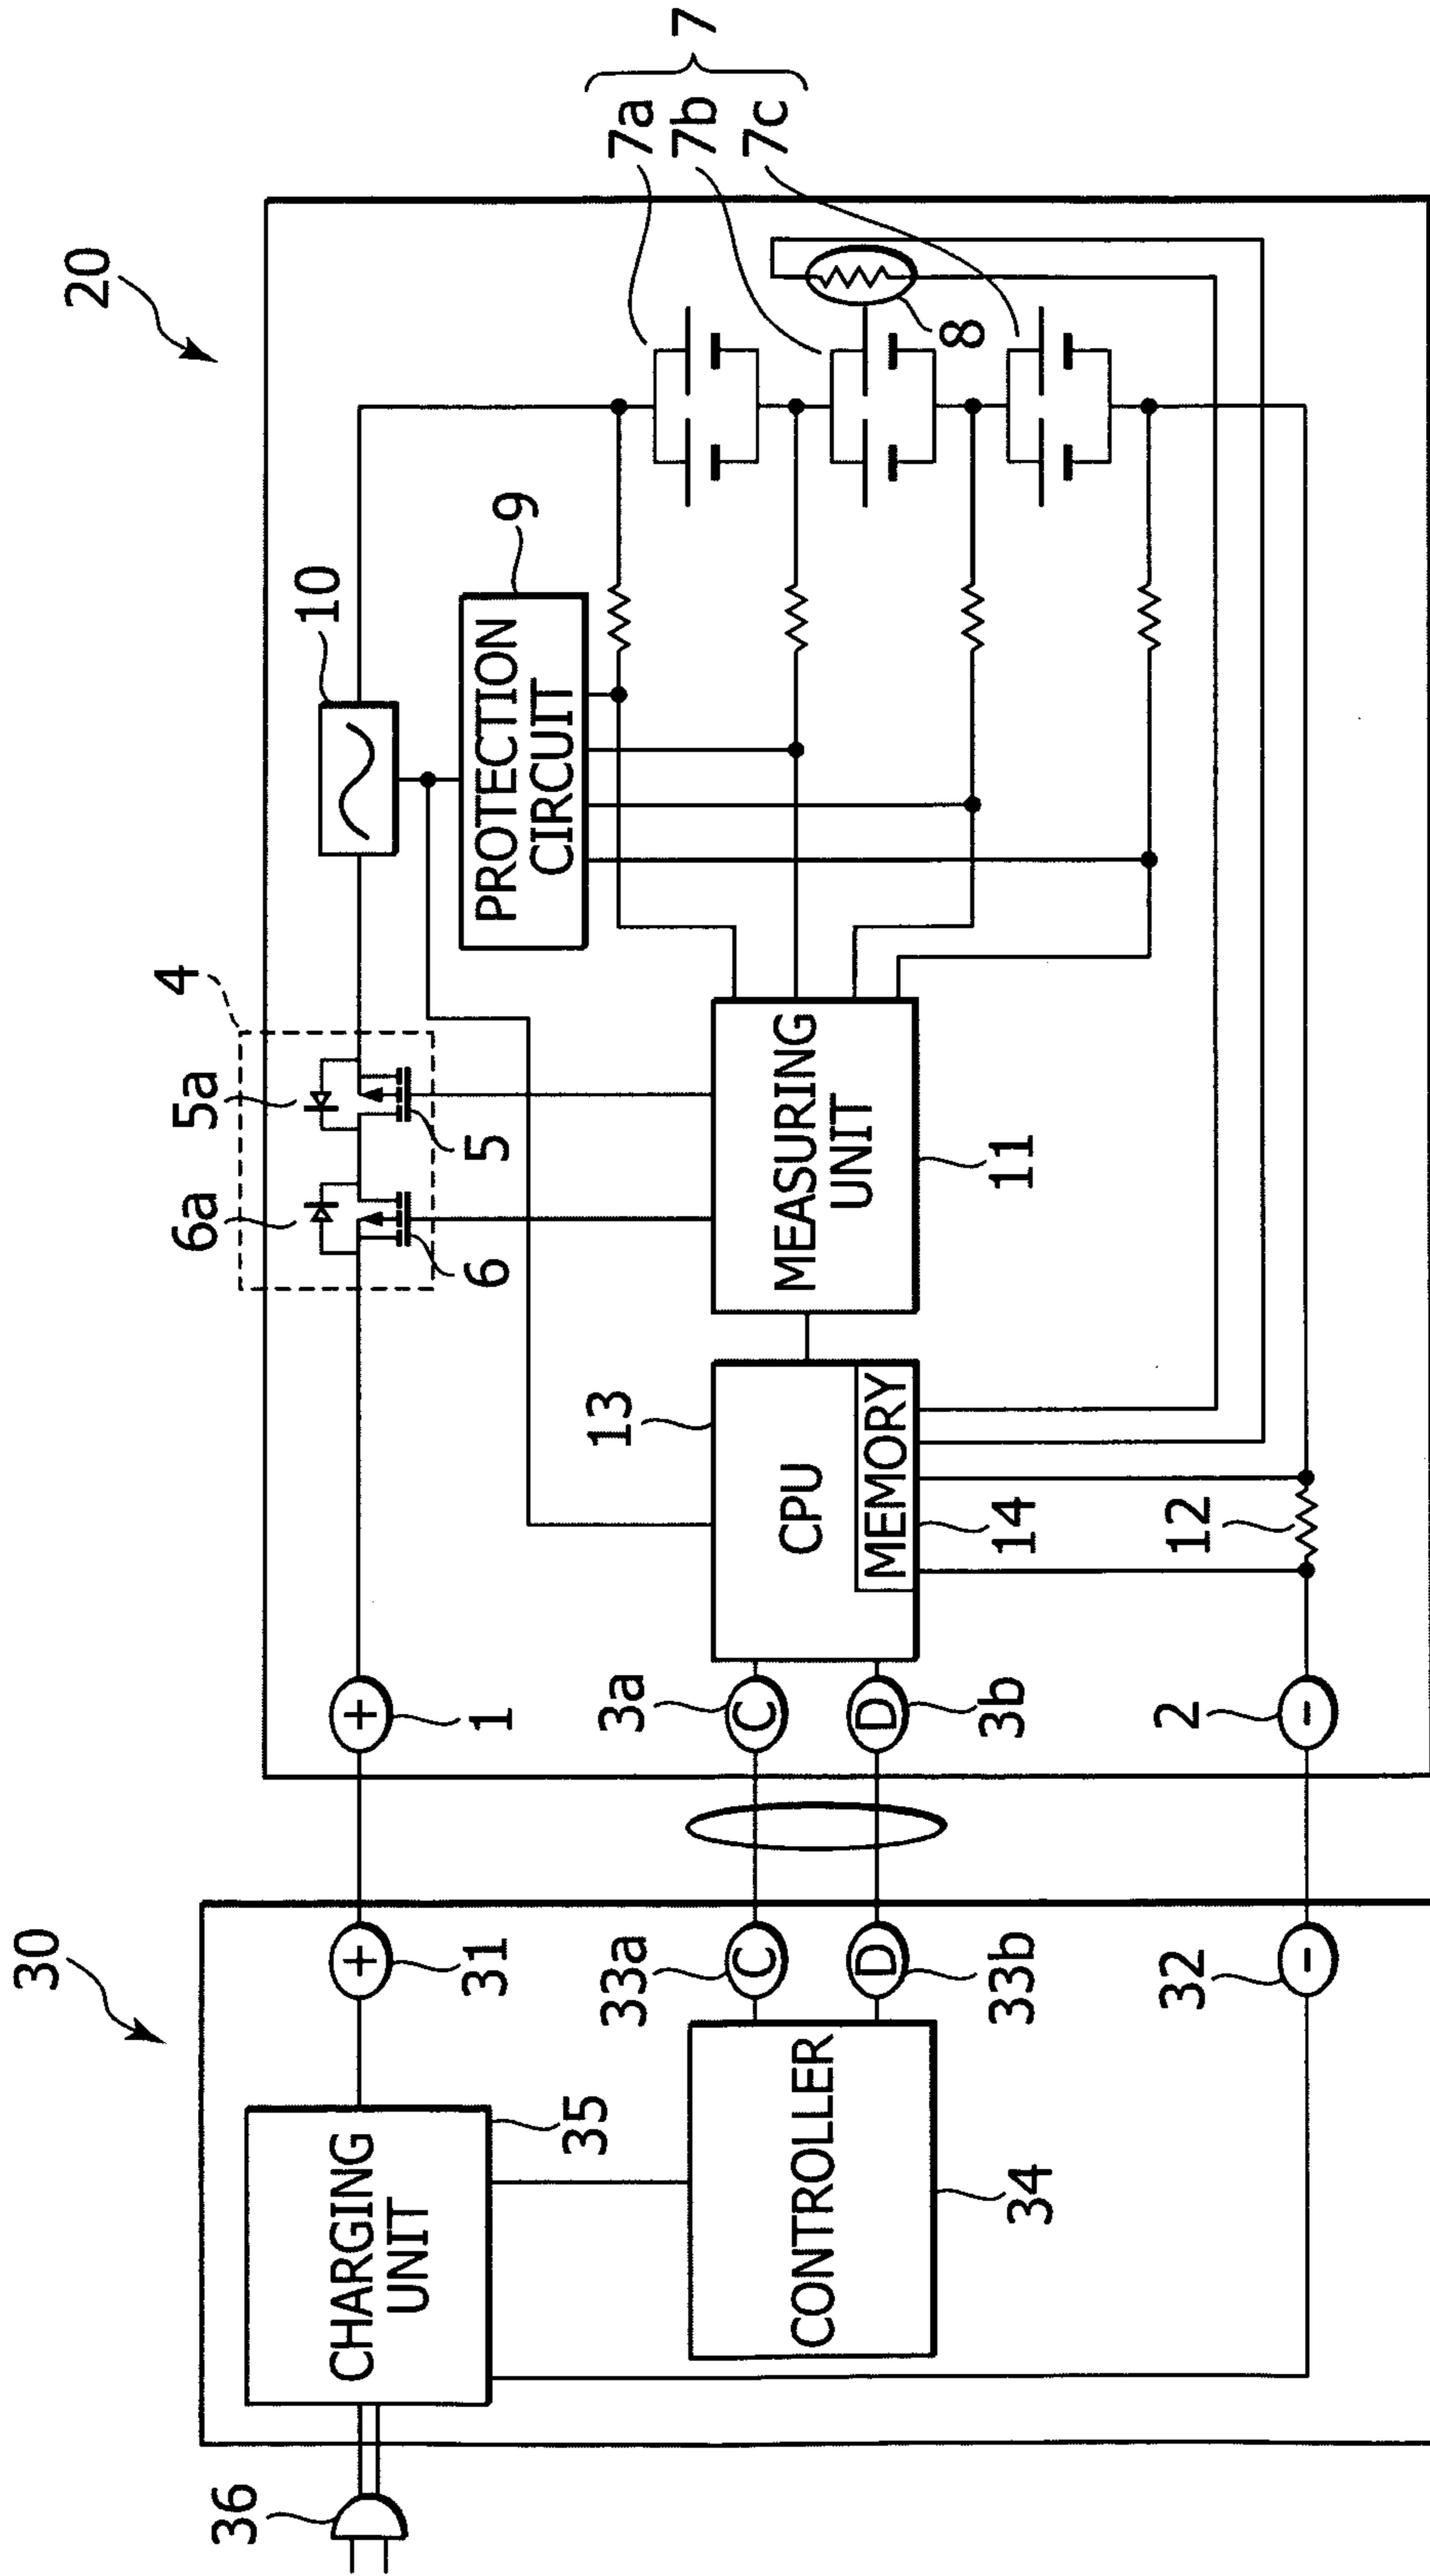 30
20
36
CHARGING
UNIT
35
CONTROLLER
34
+
31
C
33a
D
33b
-
32
+
1
C
3a
D
3b
-
2
4
5a
6a
5
6
10
PROTECTION
CIRCUIT
9
MEASURING
UNIT
11
CPU
13
MEMORY
14
12
7a
7b
7c
7
8